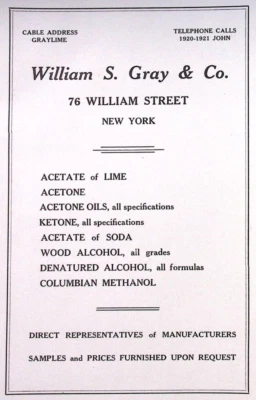 CABLE ADDRESS
GRAYLIME
TELEPHONE CALLS
1920-1921 JOHN
William S. Gray & Co.
76 WILLIAM STREET
NEW YORK
ACETATE of LIME
ACETONE
ACETONE OILS, all specifications
KETONE, all specifications
ACETATE of SODA
WOOD ALCOHOL, all grades
DENATURED ALCOHOL, all formulas
COLUMBIAN METHANOL
DIRECT REPRESENTATIVES of MANUFACTURERS
SAMPLES and PRICES FURNISHED UPON REQUEST